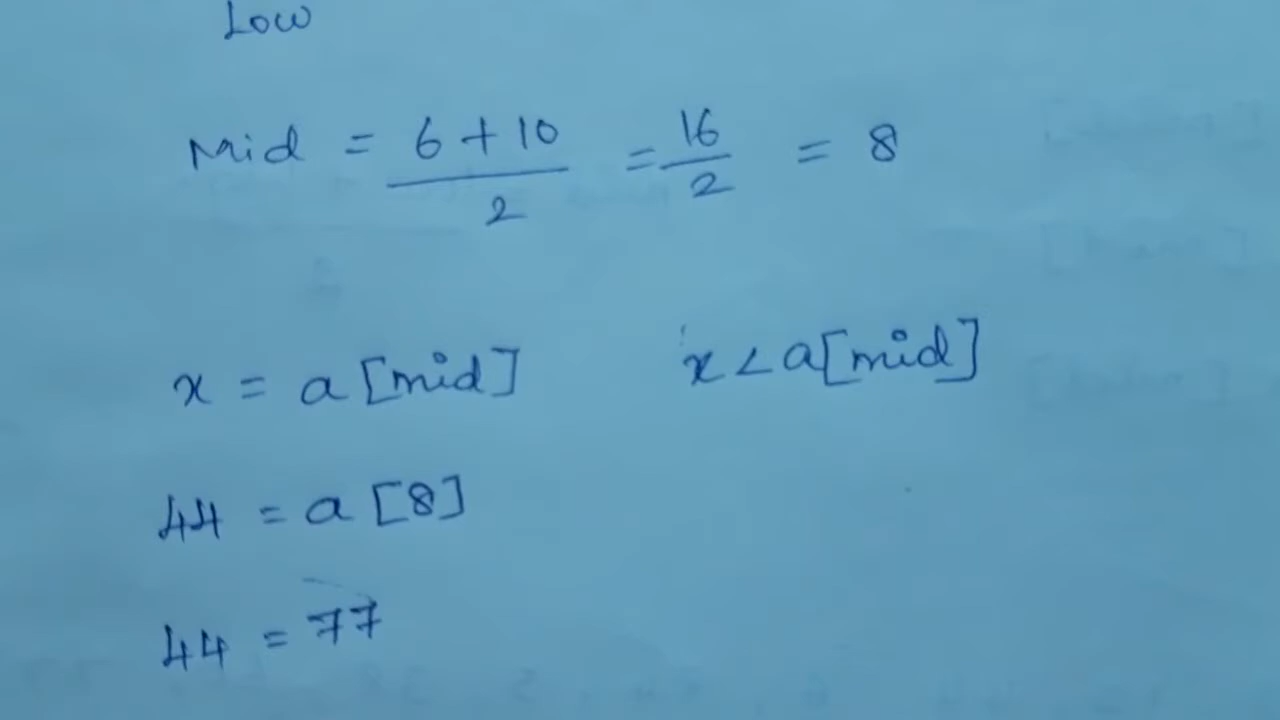 Low
Mid = 6 + 10 / 2 = 16 / 2 = 8
x = a [mid] x < a[mid]
44 = a [8]
44 = 77